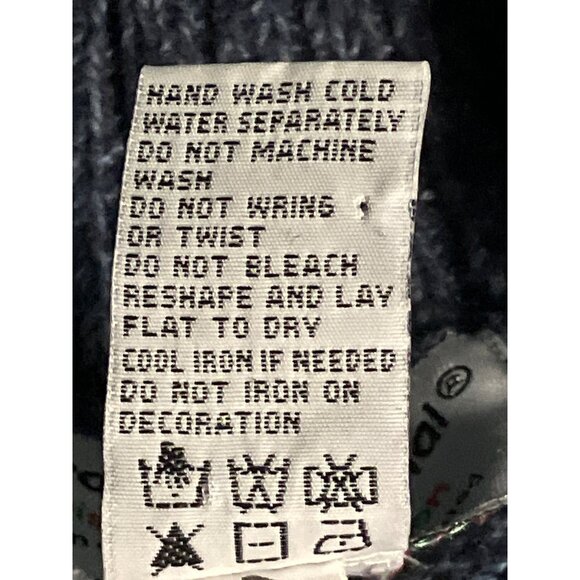 HAND WASH COLD
WATER SEPARATELY
DO NOT MACHINE
WASH
DO NOT WRING
OR TWIST
DO NOT BLEACH
RESHAPE AND LAY
FLAT TO DRY
COOL IRON IF NEEDED
DO NOT IRON ON
DECORATION
®